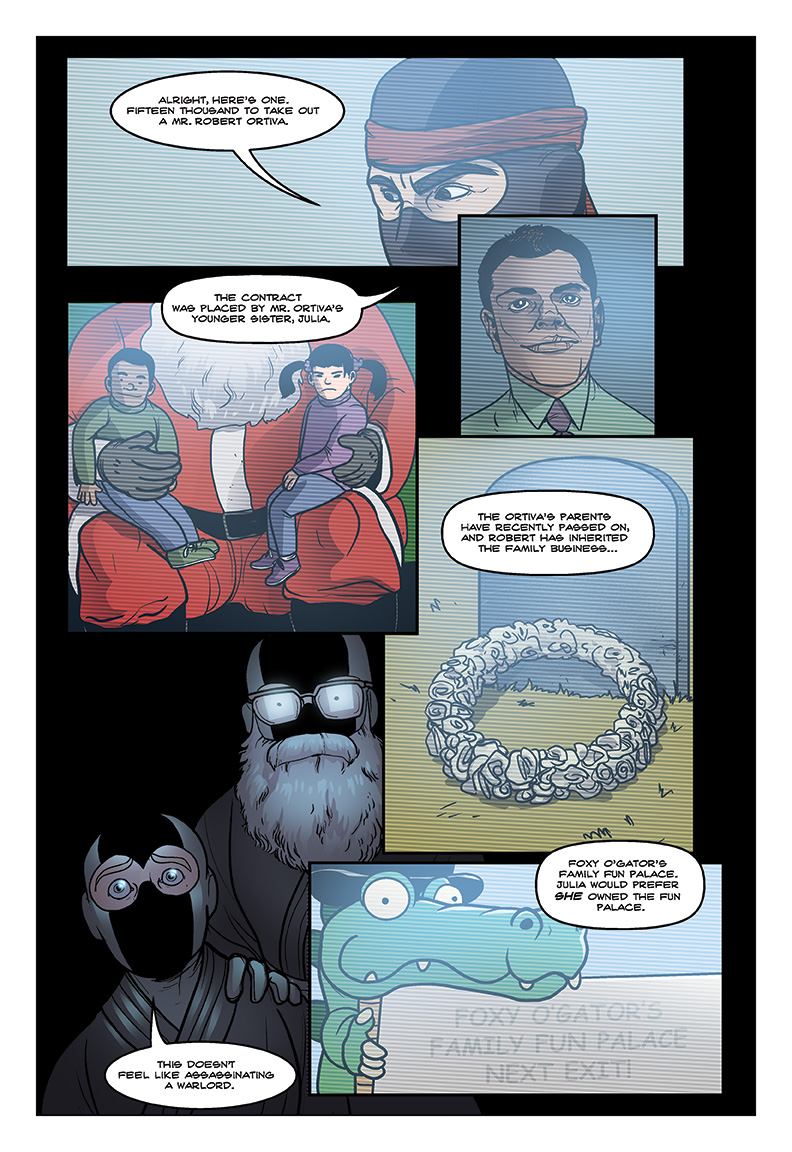 ALRIGHT, HERE'S ONE.
FIFTEEN THOUSAND TO TAKE OUT
A MR. ROBERT ORTIVA.
THE CONTRACT
WAS PLACED BY MR. ORTIVA'S
YOUNGER SISTER, JULIA.
THE ORTIVA'S PARENTS
HAVE RECENTLY PASSED ON,
AND ROBERT HAS INHERITED
THE FAMILY BUSINESS...
FOXY O'GATOR'S
FAMILY FUN PALACE.
JULIA WOULD PREFER
SHE OWNED THE FUN
PALACE.
FOXY O'GATOR'S
FAMILY FUN PALACE
NEXT EXIT!
THIS DOESN'T
FEEL LIKE ASSASSINATING
A WARLORD.